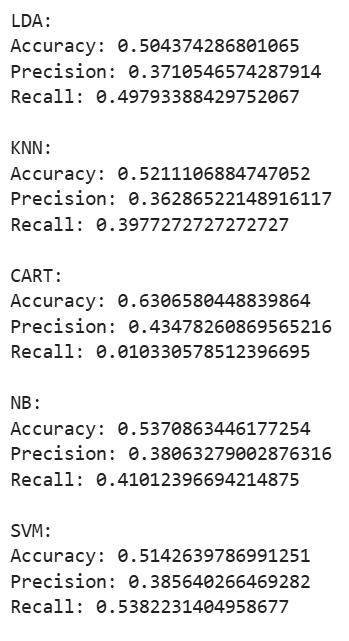 LDA:
Accuracy: 0.504374286801065
Precision: 0.3710546574287914
Recall: 0.49793388429752067
KNN:
Accuracy: 0.5211106884747052
Precision: 0.36286522148916117
Recall: 0.3977272727272727
CART:
Accuracy: 0.6306580448839864
Precision: 0.43478260869565216
Recall: 0.010330578512396695
NB:
Accuracy: 0.5370863446177254
Precision: 0.38063279002876316
Recall: 0.41012396694214875
SVM:
Accuracy: 0.5142639786991251
Precision: 0.385640266469282
Recall: 0.5382231404958677